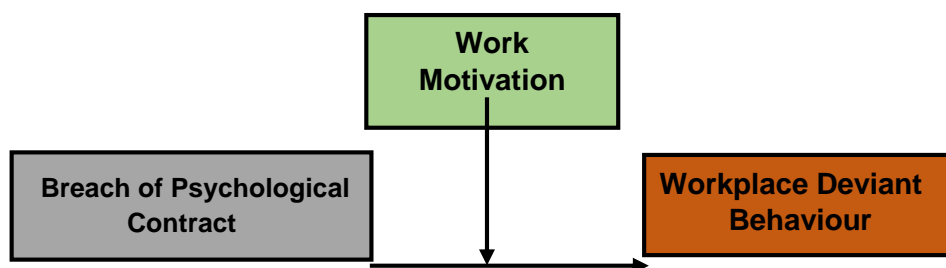 Work
Motivation
Breach of Psychological
Contract
Workplace Deviant
Behaviour